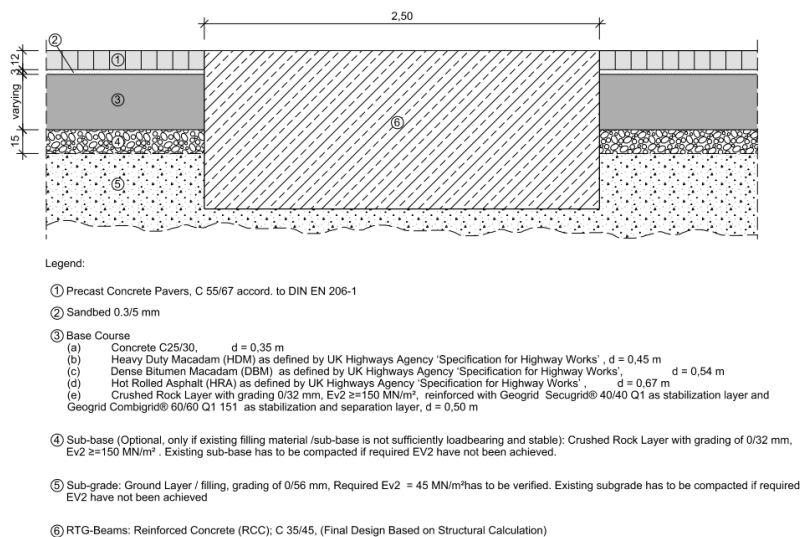 2,50
②
12
①
3
varying
③
⑥
15
④
⑤
Legend:
① Precast Concrete Pavers, C 55/67 accord. to DIN EN 206-1
② Sandbed 0.3/5 mm
③ Base Course
(a) Concrete C25/30, d = 0,35 m
(b) Heavy Duty Macadam (HDM) as defined by UK Highways Agency 'Specification for Highway Works' , d = 0,45 m
(c) Dense Bitumen Macadam (DBM) as defined by UK Highways Agency 'Specification for Highway Works', d = 0,54 m
(d) Hot Rolled Asphalt (HRA) as defined by UK Highways Agency 'Specification for Highway Works' , d = 0,67 m
(e) Crushed Rock Layer with grading 0/32 mm, Ev2 ≥=150 MN/m², reinforced with Geogrid Secugrid® 40/40 Q1 as stabilization layer and
Geogrid Combigrid® 60/60 Q1 151 as stabilization and separation layer, d = 0,50 m
④ Sub-base (Optional, only if existing filling material /sub-base is not sufficiently loadbearing and stable): Crushed Rock Layer with grading of 0/32 mm,
Ev2 ≥=150 MN/m² . Existing sub-base has to be compacted if required EV2 have not been achieved.
⑤ Sub-grade: Ground Layer / filling, grading of 0/56 mm, Required Ev2 = 45 MN/m²has to be verified. Existing subgrade has to be compacted if required
EV2 have not been achieved
⑥ RTG-Beams: Reinforced Concrete (RCC); C 35/45, (Final Design Based on Structural Calculation)